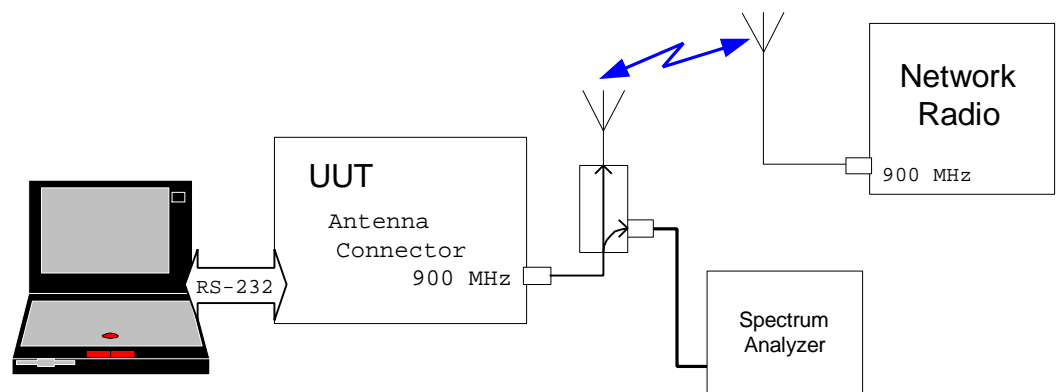 Network
Radio
900 MHz
UUT
Antenna
Connector
900 MHz
RS-232
Spectrum
Analyzer